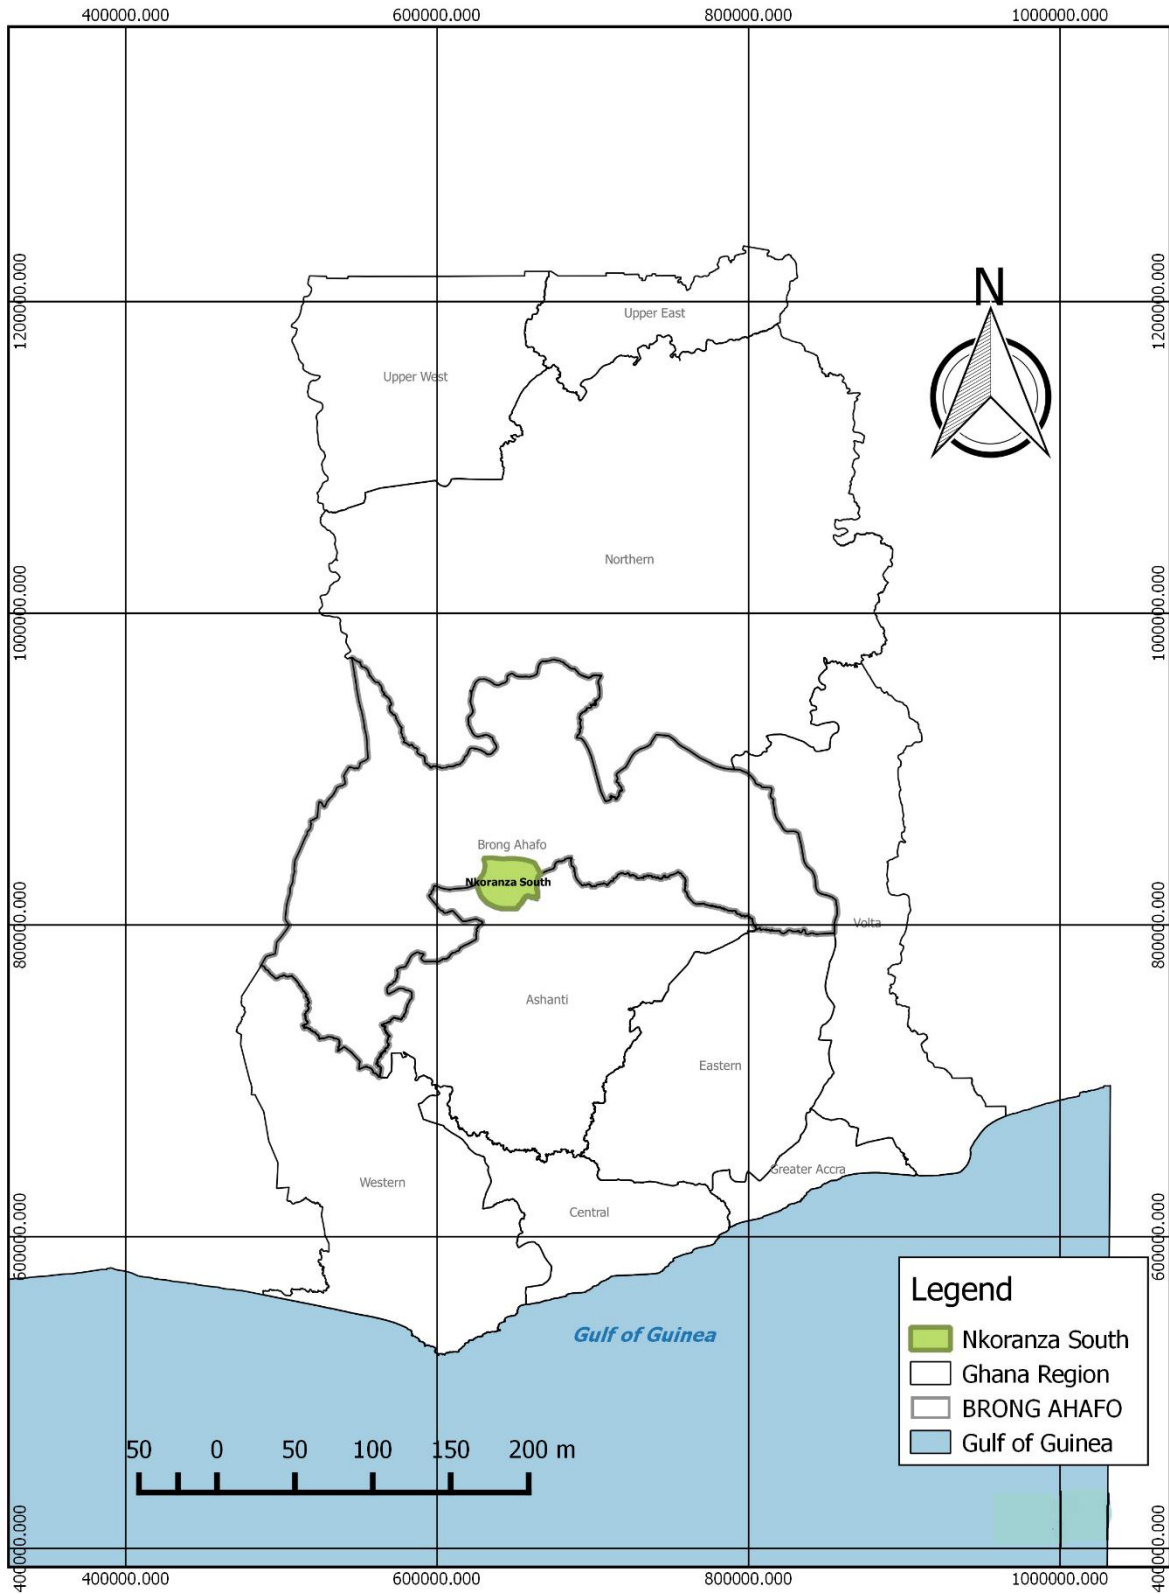 400000.000 600000.000 800000.000 1000000.000
N
1200000.000 1200000.000
Upper East
Upper West
Northern
1000000.000 1000000.000
Brong Ahafo
Nkoranza South
Volta
800000.000 800000.000
Ashanti
Eastern
Greater Accra
Western
Central
600000.000 600000.000
Gulf of Guinea
Legend
Nkoranza South
Ghana Region
BRONG AHAFO
Gulf of Guinea
50 0 50 100 150 200 m
400000.000 400000.000
400000.000 600000.000 800000.000 1000000.000